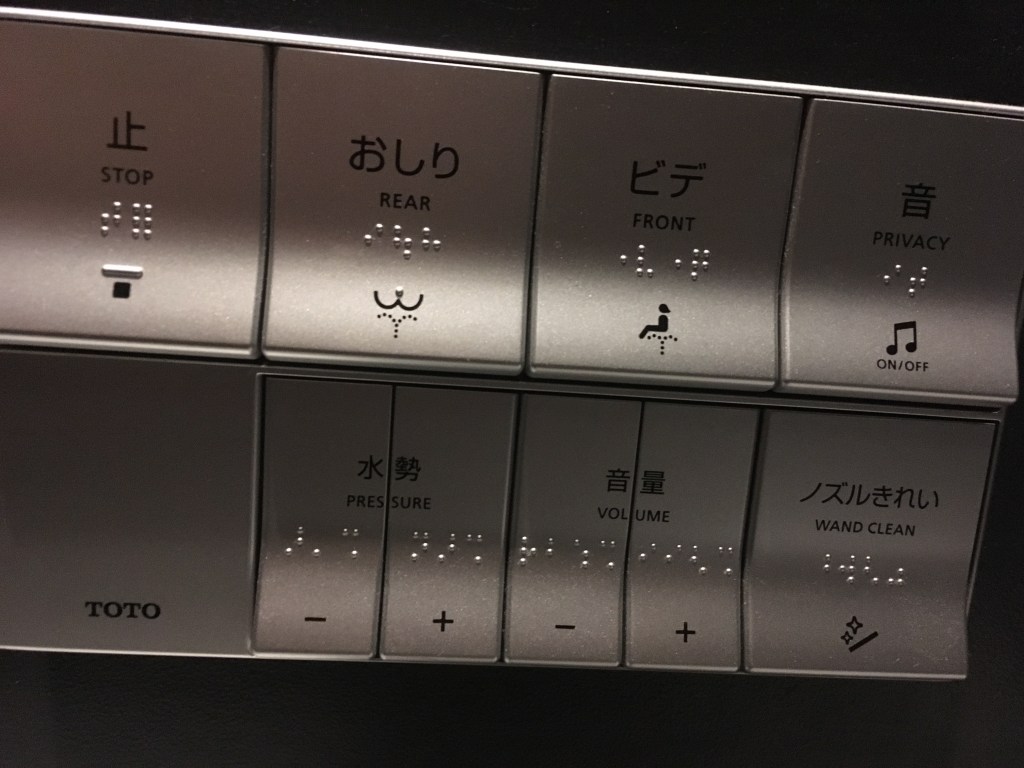 止
STOP
おしり
REAR
ビデ
FRONT
音
PRIVACY
ON/OFF
水勢
PRESSURE
－
＋
音量
VOLUME
－
＋
ノズルきれい
WAND CLEAN
TOTO